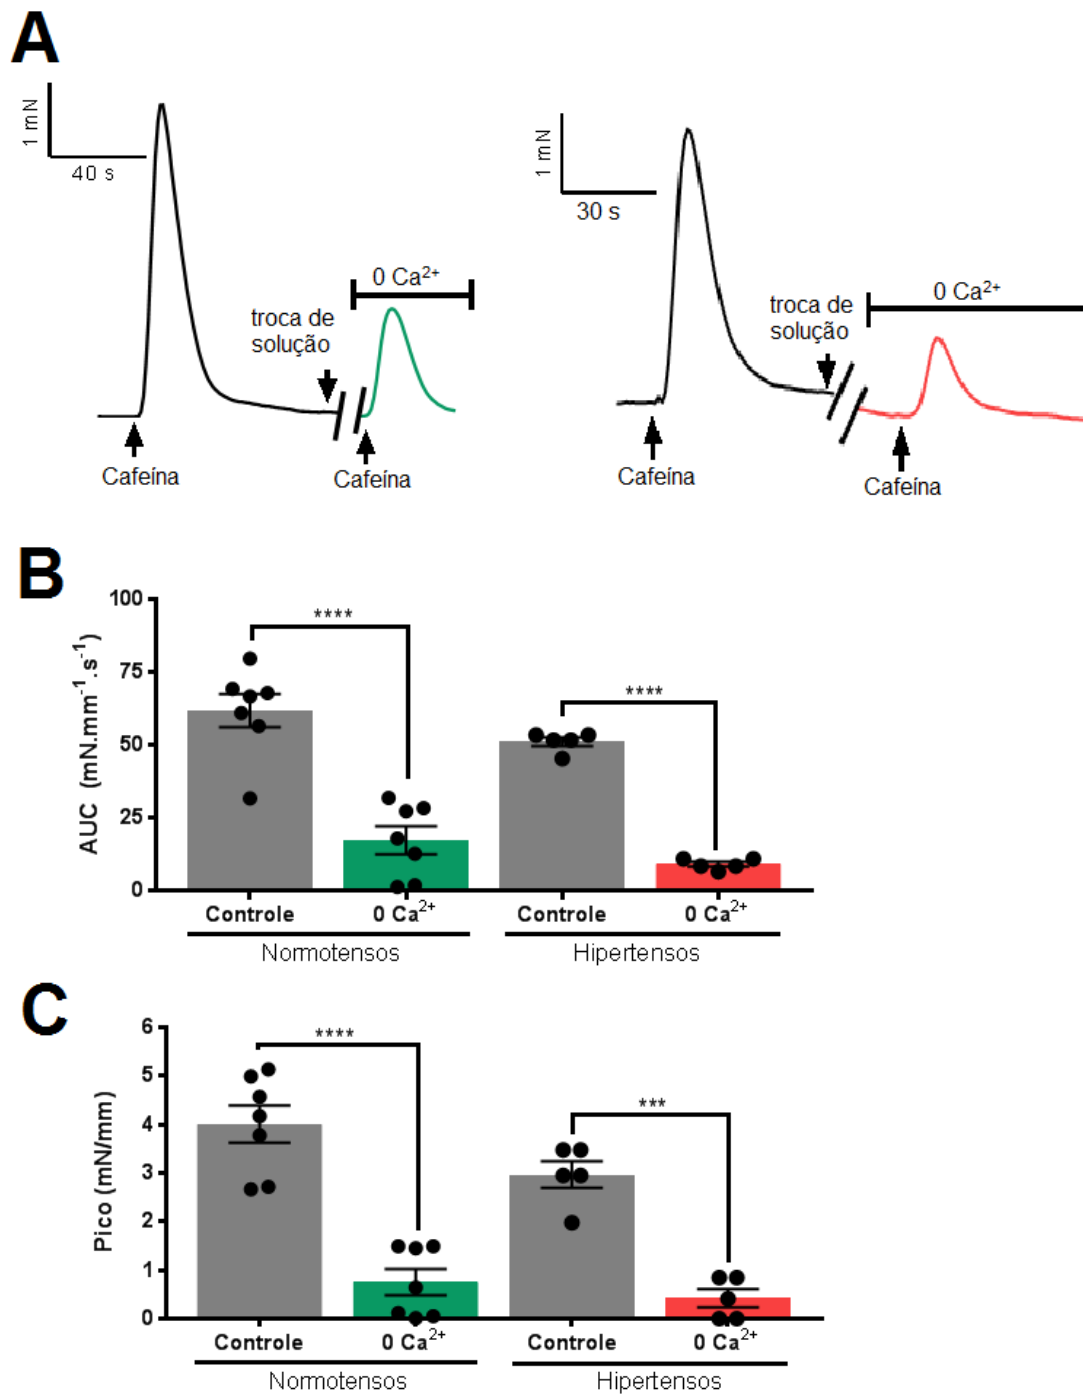 A
1 mN
40 s
troca de
solução
0 Ca²⁺
Cafeína
Cafeína
1 mN
30 s
troca de
solução
0 Ca²⁺
Cafeína
Cafeína
B
AUC (mN.mm⁻¹.s⁻¹)
100
75
50
25
0
****
****
Controle
0 Ca²⁺
Controle
0 Ca²⁺
Normotensos
Hipertensos
C
Pico (mN/mm)
6
5
4
3
2
1
0
****
***
Controle
0 Ca²⁺
Controle
0 Ca²⁺
Normotensos
Hipertensos